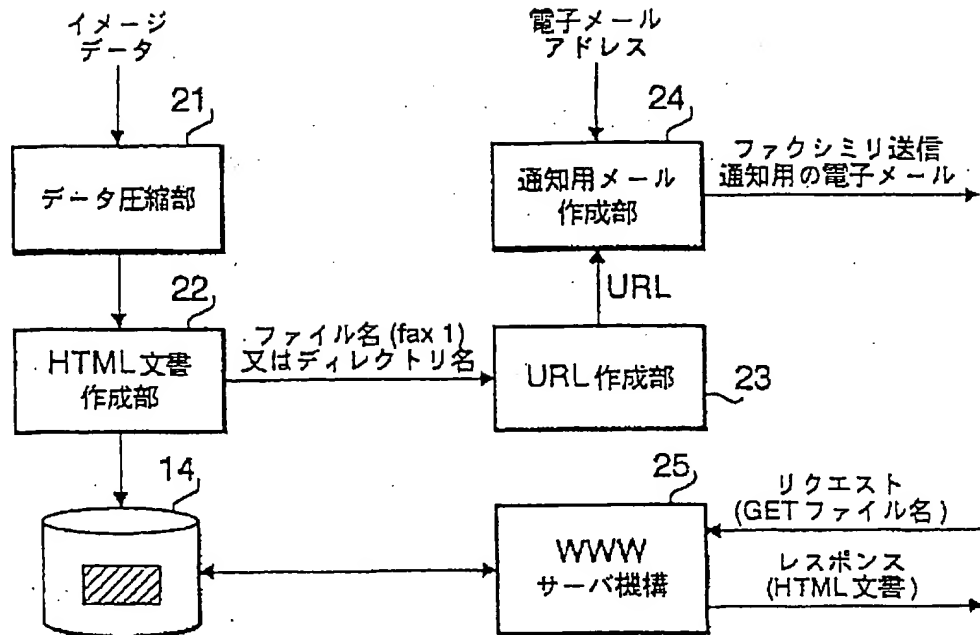 イメージ
データ
電子メール
アドレス
21
24
データ圧縮部
通知用メール
作成部
ファクシミリ送信
通知用の電子メール
URL
22
HTML文書
作成部
ファイル名 (fax 1)
又はディレクトリ名
URL作成部
23
14
25
WWW
サーバ機構
リクエスト
(GETファイル名)
レスポンス
(HTML文書)